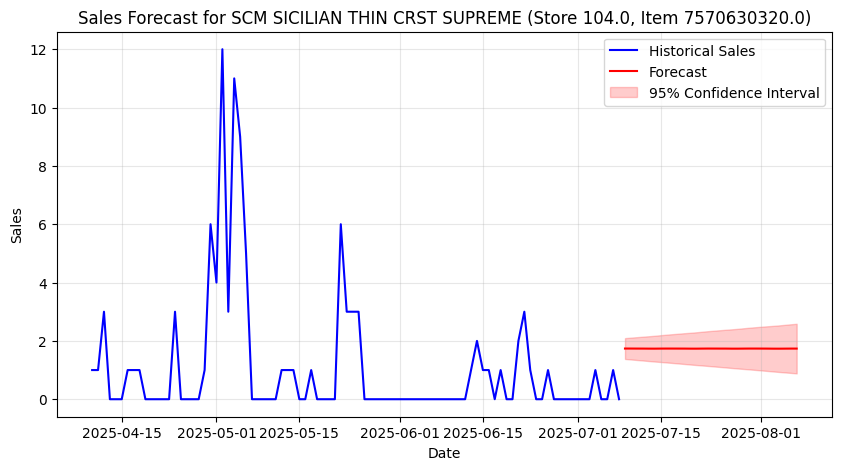 Sales Forecast for SCM SICILIAN THIN CRST SUPREME (Store 104.0, Item 7570630320.0)
Historical Sales
Forecast
95% Confidence Interval
12
10
8
6
4
2
0
Sales
2025-04-15
2025-05-01
2025-05-15
2025-06-01
2025-06-15
2025-07-01
2025-07-15
2025-08-01
Date